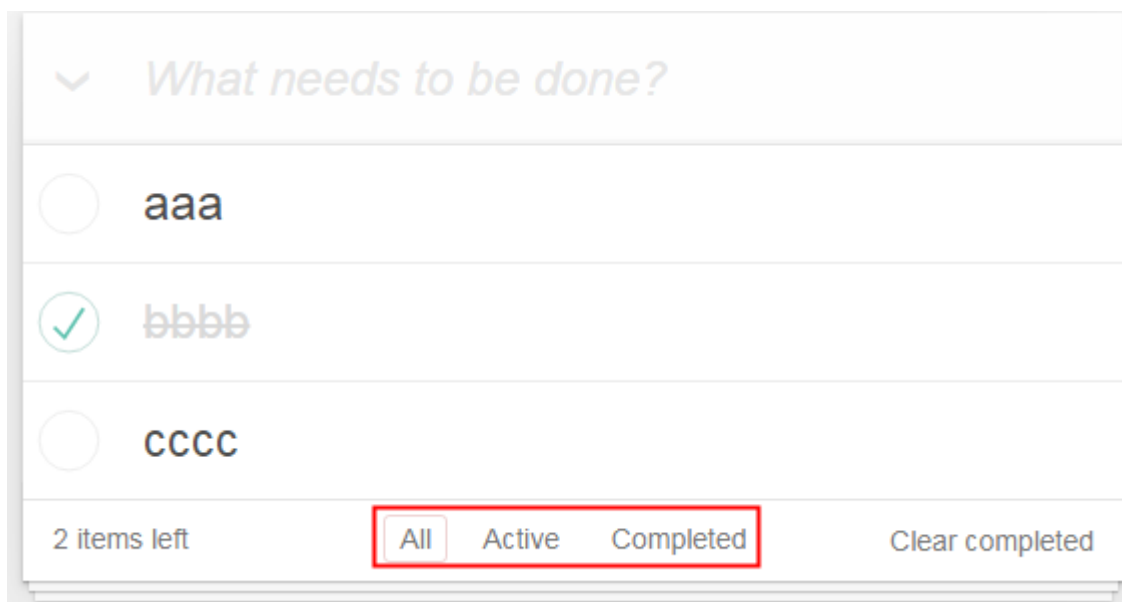 What needs to be done?
aaa
bbbb
cccc
2 items left All Active Completed Clear completed